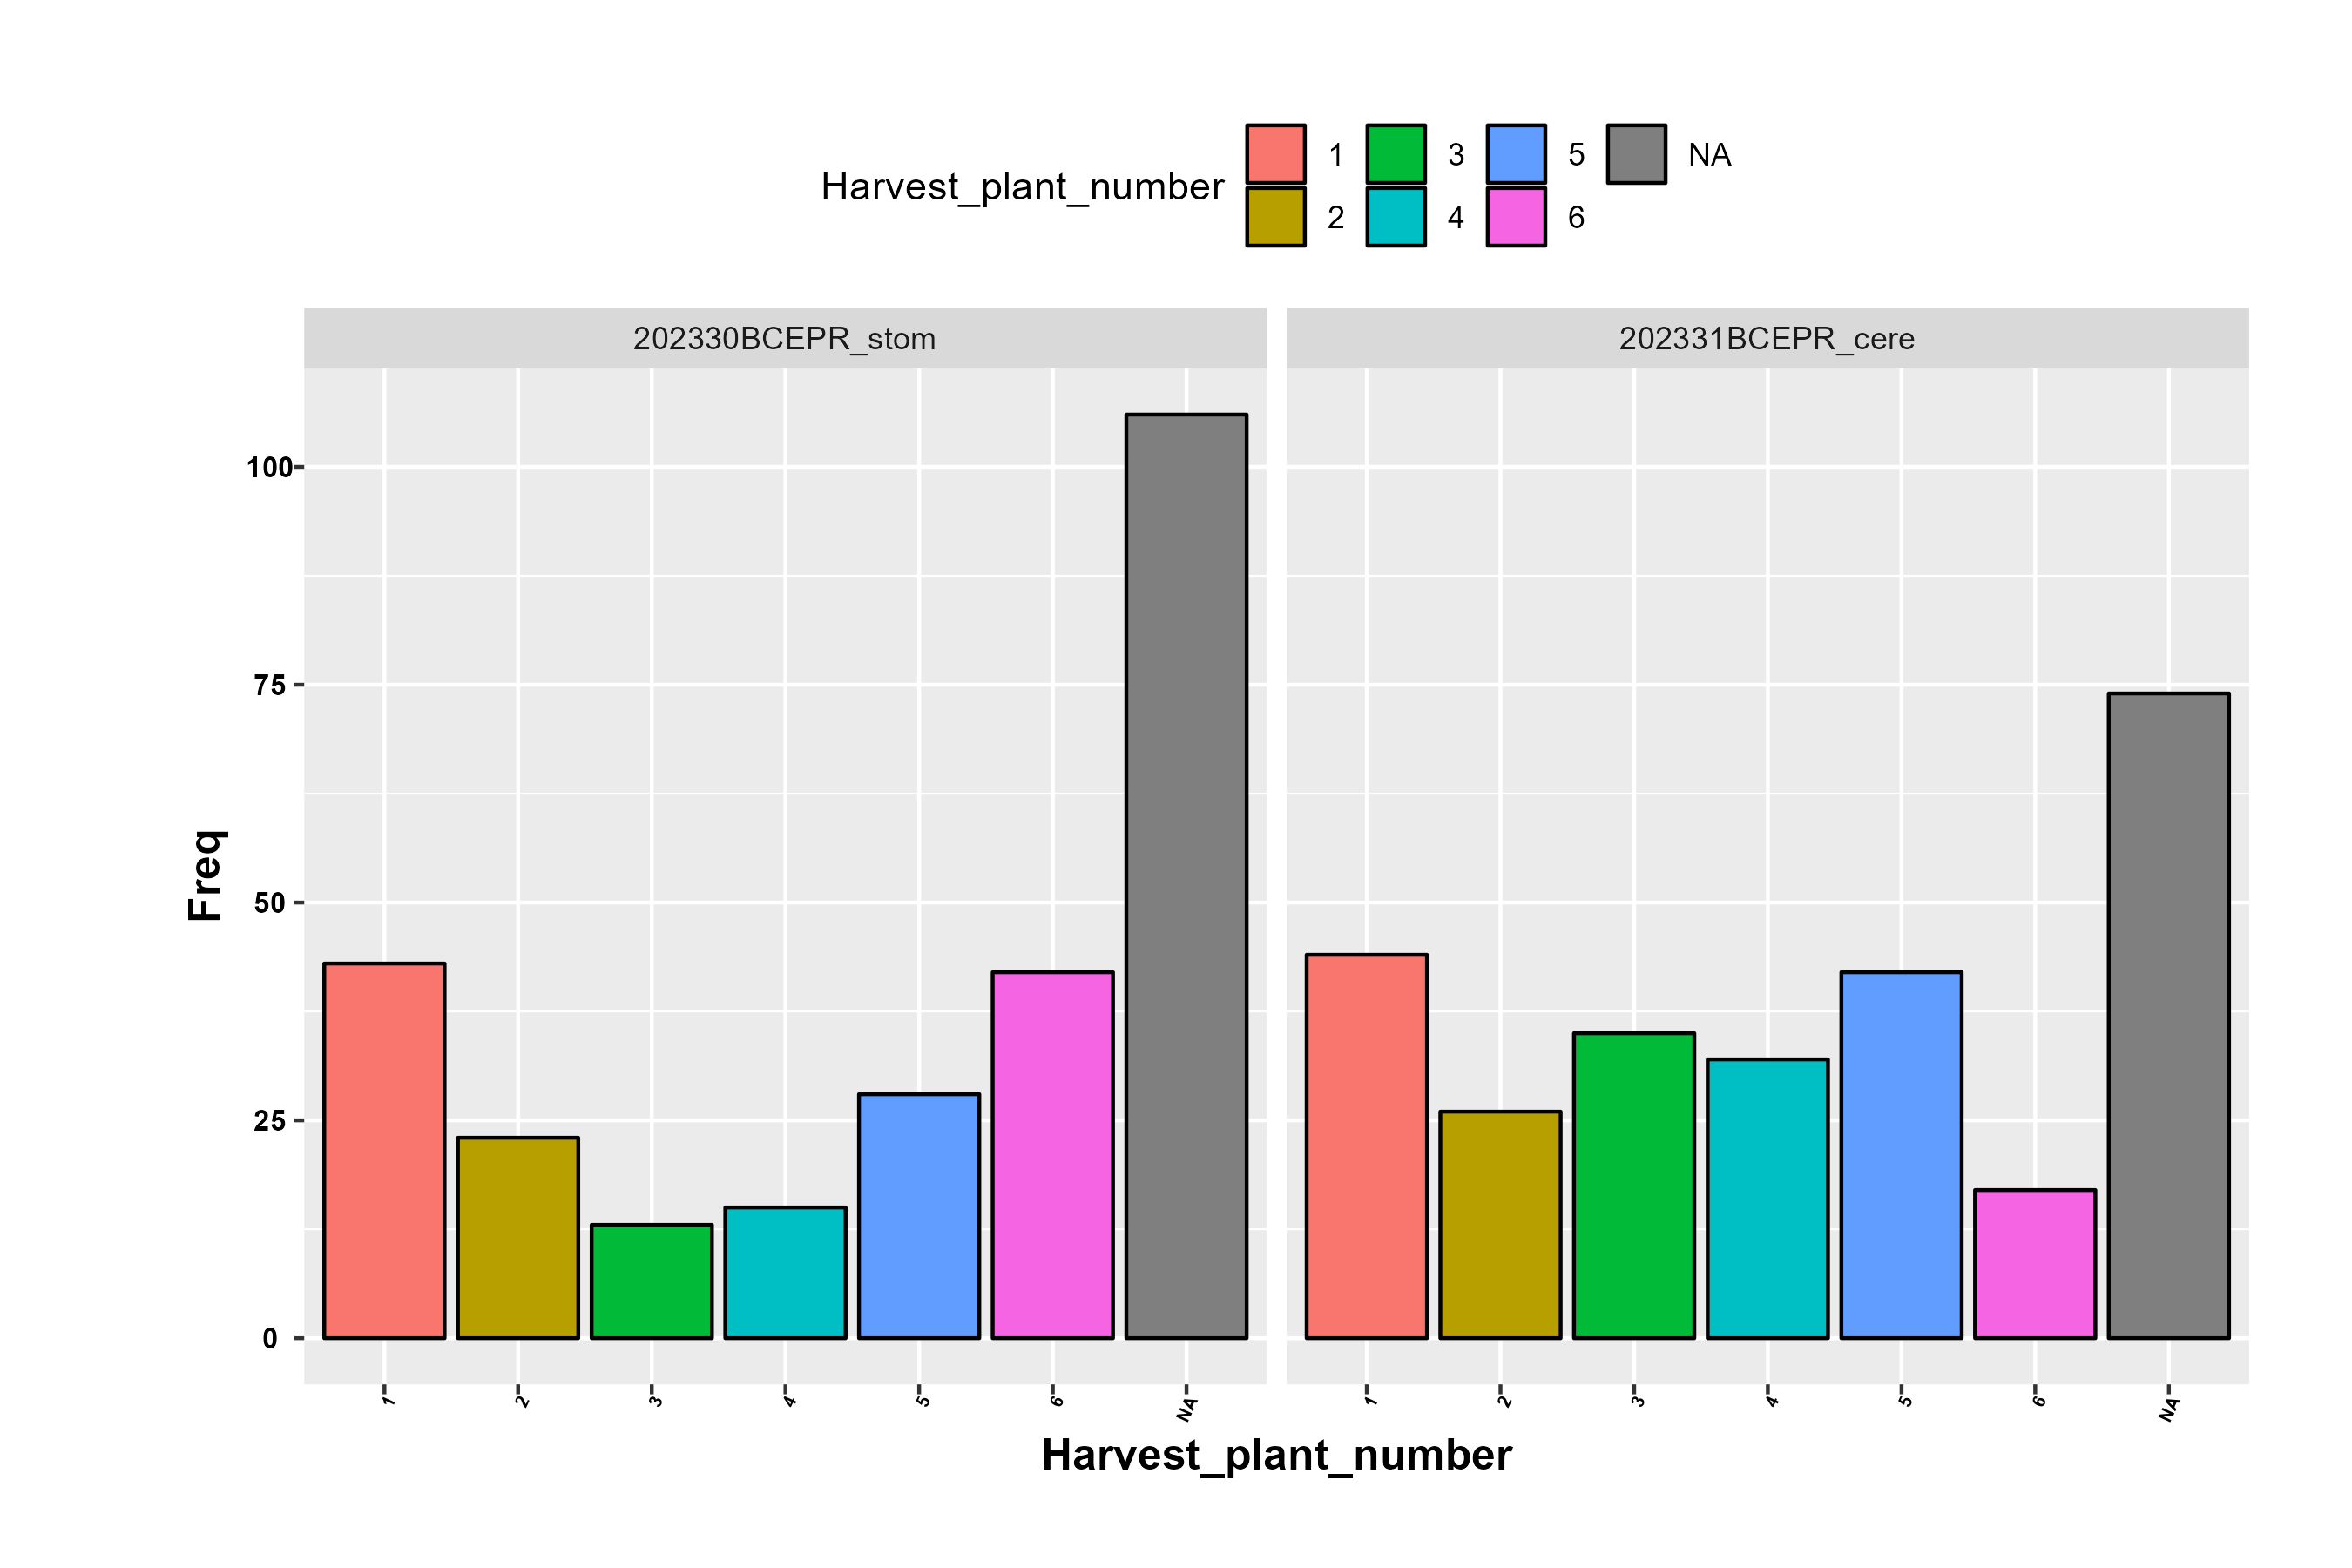 Harvest_plant_number
1 3 5 NA
2 4 6
202330BCEPR_stom 202331BCEPR_cere
Freq
100
75
50
25
0
1 2 3 4 5 6 NA 1 2 3 4 5 6 NA
Harvest_plant_number